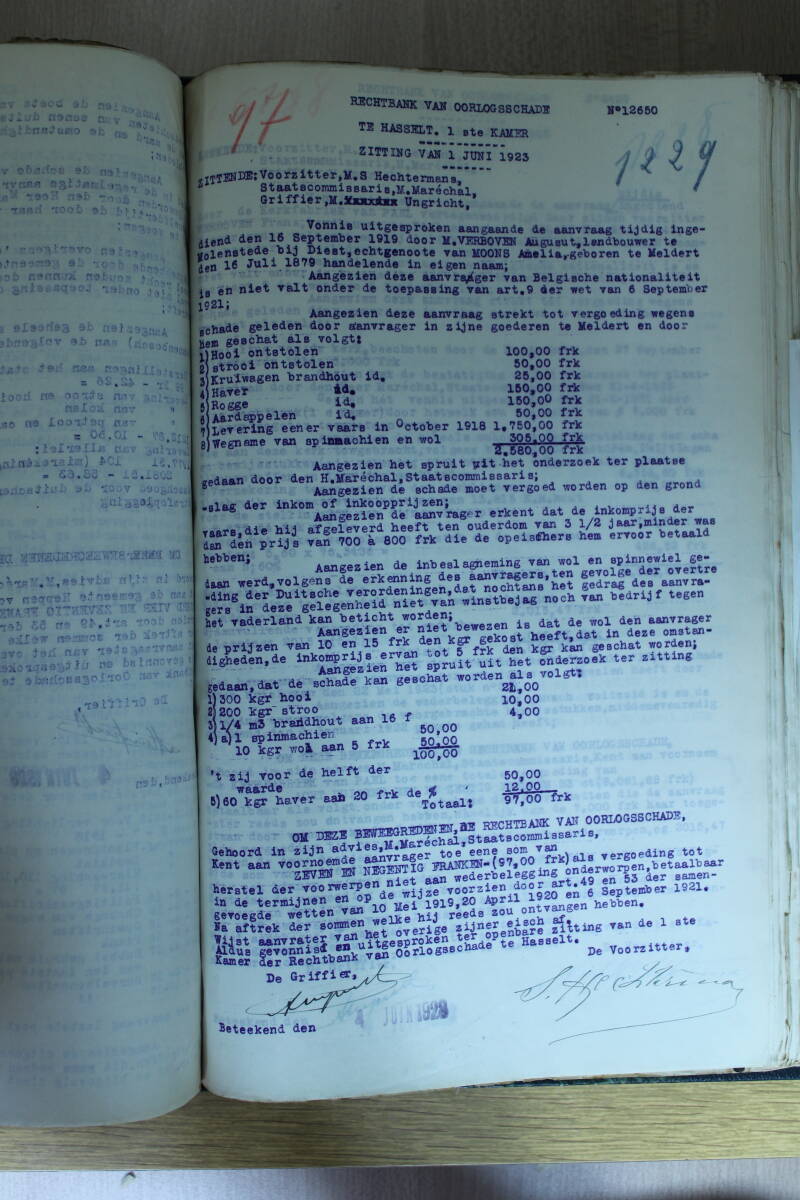 97
RECHTBANK VAN OORLOGSSCHADE N°12650
TE HASSELT. 1 ste KAMER
ZITTING VAN 1 JUNI 1923
1229
ZITTENDE;Voorzitter,M.S Hechtermans,
Staatscommissaris,M.Maréchal,
Griffier,M. Ungricht,
Vonnis uitgesproken aangaande de aanvraag tijdig inge-
diend den 16 September 1919 door M.VERBOVEN Augusut,landbouwer te
Molenstede bij Diest,echtgenoote van MOONS Amelia,geboren te Meldert
den 16 Juli 1879 handelende in eigen naam;
Aangezien deze aanvrager van Belgische nationaliteit
is en niet valt onder de toepassing van art.9 der wet van 6 September
1921;
Aangezien deze aanvraag strekt tot vergoeding wegens
schade geleden door aanvrager in zijne goederen te Meldert en door
hem geschat als volgt:
1)Hooi ontstolen 100,00 frk
2)strooi ontstolen 50,00 frk
3)Kruiwagen brandhout id. 25,00 frk
4)Haver id. 150,00 frk
5)Rogge id. 150,00 frk
6)Aardappelen id. 50,00 frk
7)Levering eener vaars in October 1918 1.750,00 frk
8)Wegname van spinmachien en wol 305,00 frk
2.580,00 frk
Aangezien het spruit uit het onderzoek ter plaatse
gedaan door den H.Maréchal,Staatscommissaris;
Aangezien de schade moet vergoed worden op den grond
-slag der inkom of inkoopprijzen;
Aangezien de aanvrager erkent dat de inkomprijs der
vaars,die hij afgeleverd heeft ten ouderdom van 3 1/2 jaar,minder was
dan den prijs van 700 à 800 frk die de opeischers hem ervoor betaald
hebben;
Aangezien de inbeslagneming van wol en spinnewiel ge-
daan werd,volgens de erkenning des aanvragers,ten gevolge der overtre
-ding der Duitsche verordeningen,dat nochtans het gedrag des aanvra-
gers in deze gelegenheid niet van winstbejag noch van bedrijf tegen
het vaderland kan beticht worden;
Aangezien er niet bewezen is dat de wol den aanvrager
de prijzen van 10 en 15 frk den kgr gekost heeft,dat in deze omstan-
digheden,de inkomprijs ervan tot 5 frk den kgr kan geschat worden;
Aangezien het spruit uit het onderzoek ter zitting
gedaan,dat de schade kan geschat worden als volgt:
1)300 kgr hooi 21,00
2)200 kgr stroo 10,00
3)1/4 m3 brandhout aan 16 f 4,00
4)a)1 spinmachien 50,00
10 kgr wol aan 5 frk 50,00
100,00
't zij voor de helft der
waarde 50,00
5)60 kgr haver aan 20 frk de % 12,00
Totaal: 97,00 frk
OM DEZE BEWEEGREDENEN,DE RECHTBANK VAN OORLOGSSCHADE,
Gehoord in zijn advies,M.Maréchal,Staatscommissaris,
Kent aan voornoemde aanvrager toe eene som van
ZEVEN EN NEGENTIG FRANKEN-(97,00 frk)als vergoeding tot
herstel der voorwerpen niet aan wederbelegging onderworpen,betaalbaar
in de termijnen en op de wijze voorzien door art.49 en 53 der samen-
gevoegde wetten van 10 Mei 1919,20 April 1920 en 6 September 1921.
Na aftrek der sommen welke hij reeds zou ontvangen hebben.
Wijst aanvrater van het overige zijner eisch af.
Aldus gevonnisd en uitgesproken ter openbare zitting van de 1 ste
Kamer der Rechtbank van Oorlogsschade te Hasselt.
De Griffier, De Voorzitter,
Beteekend den 4 JUIN 1923